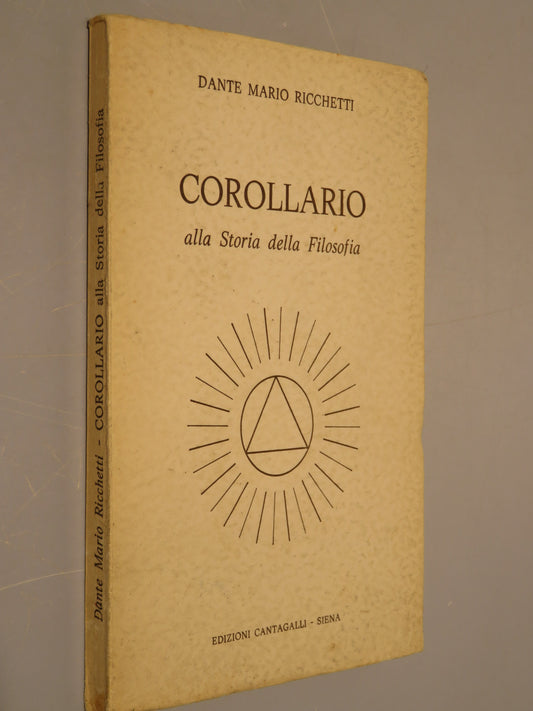 DANTE MARIO RICCHETTI
COROLLARIO
alla Storia della Filosofia
EDIZIONI CANTAGALLI - SIENA
Dante Mario Ricchetti - COROLLARIO alla Storia della Filosofia